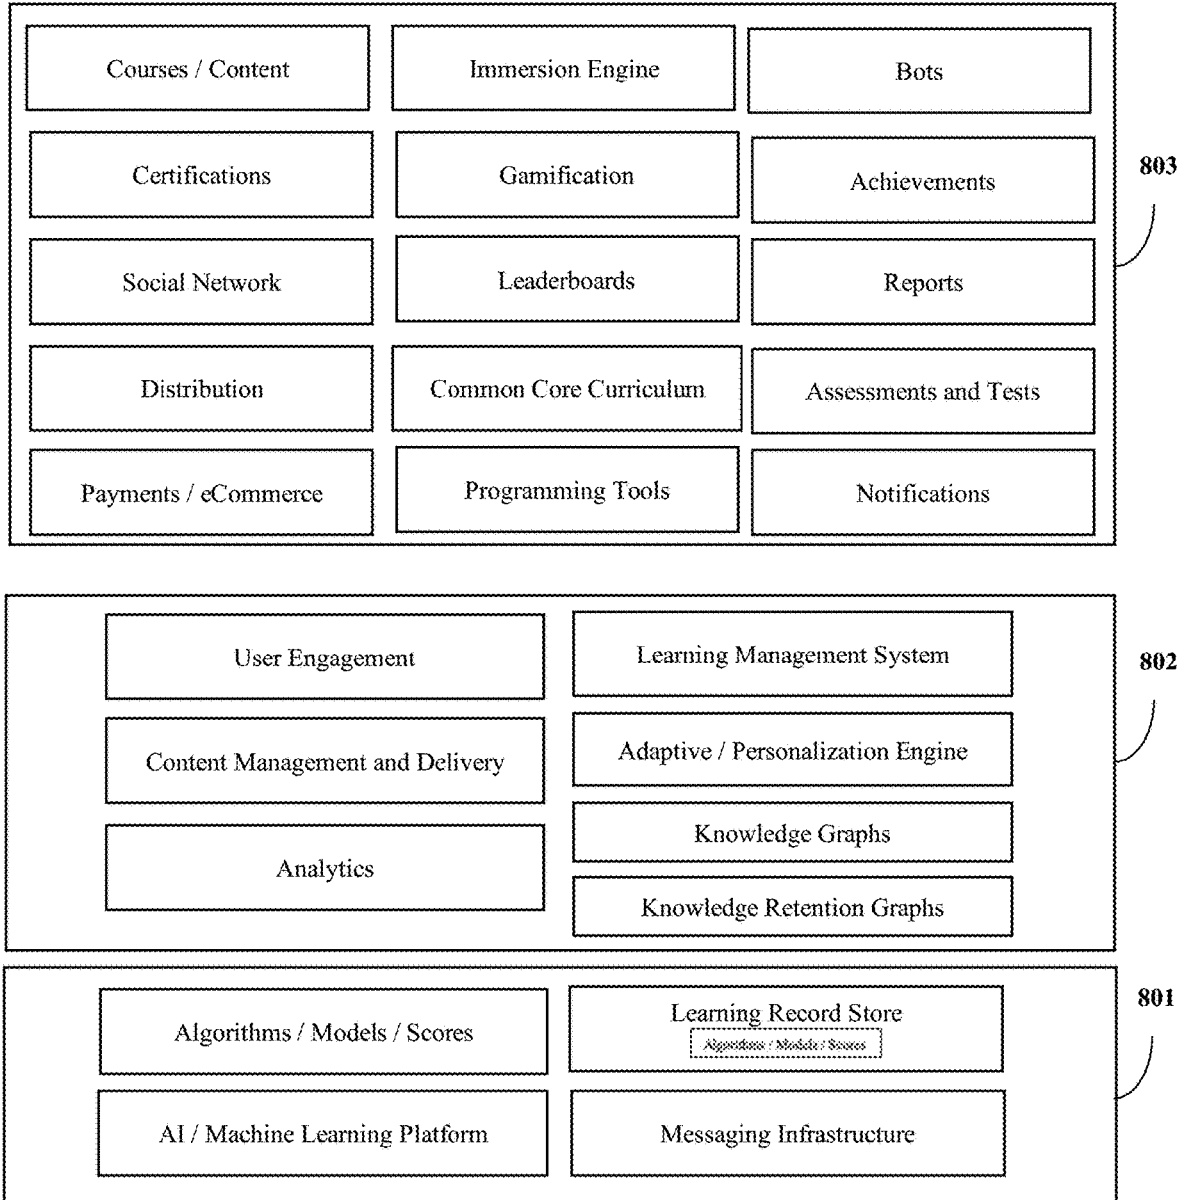 Courses / Content
Immersion Engine
Bots
Certifications
Gamification
Achievements
803
Social Network
Leaderboards
Reports
Distribution
Common Core Curriculum
Assessments and Tests
Payments / eCommerce
Programming Tools
Notifications
User Engagement
Learning Management System
802
Content Management and Delivery
Adaptive / Personalization Engine
Knowledge Graphs
Analytics
Knowledge Retention Graphs
801
Algorithms / Models / Scores
Learning Record Store
Algorithms / Models / Scores
AI / Machine Learning Platform
Messaging Infrastructure